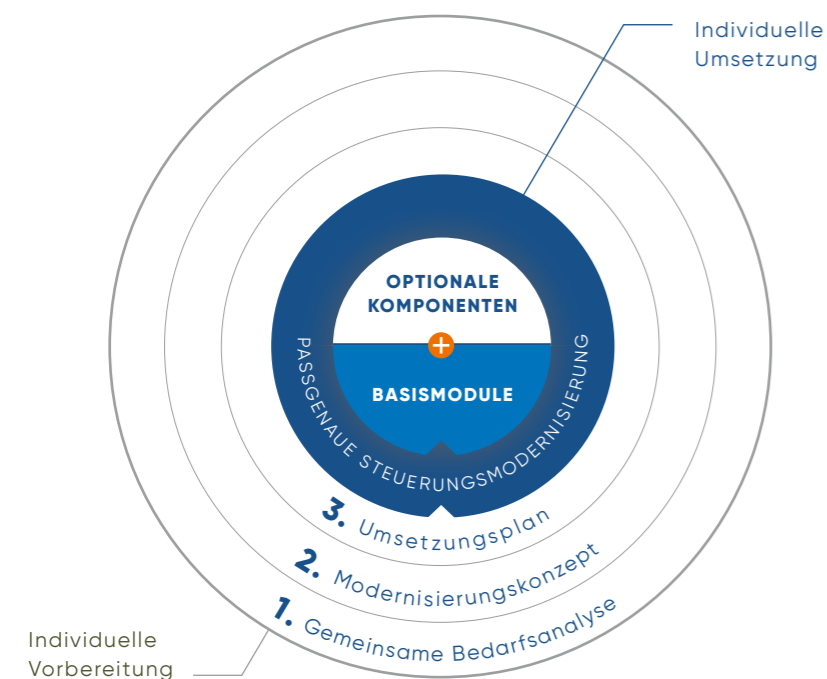 Individuelle
Umsetzung
OPTIONALE
KOMPONENTEN
BASISMODULE
PASSGENAUE STEUERUNGSMODERNISIERUNG
3. Umsetzungsplan
2. Modernisierungskonzept
1. Gemeinsame Bedarfsanalyse
Individuelle
Vorbereitung